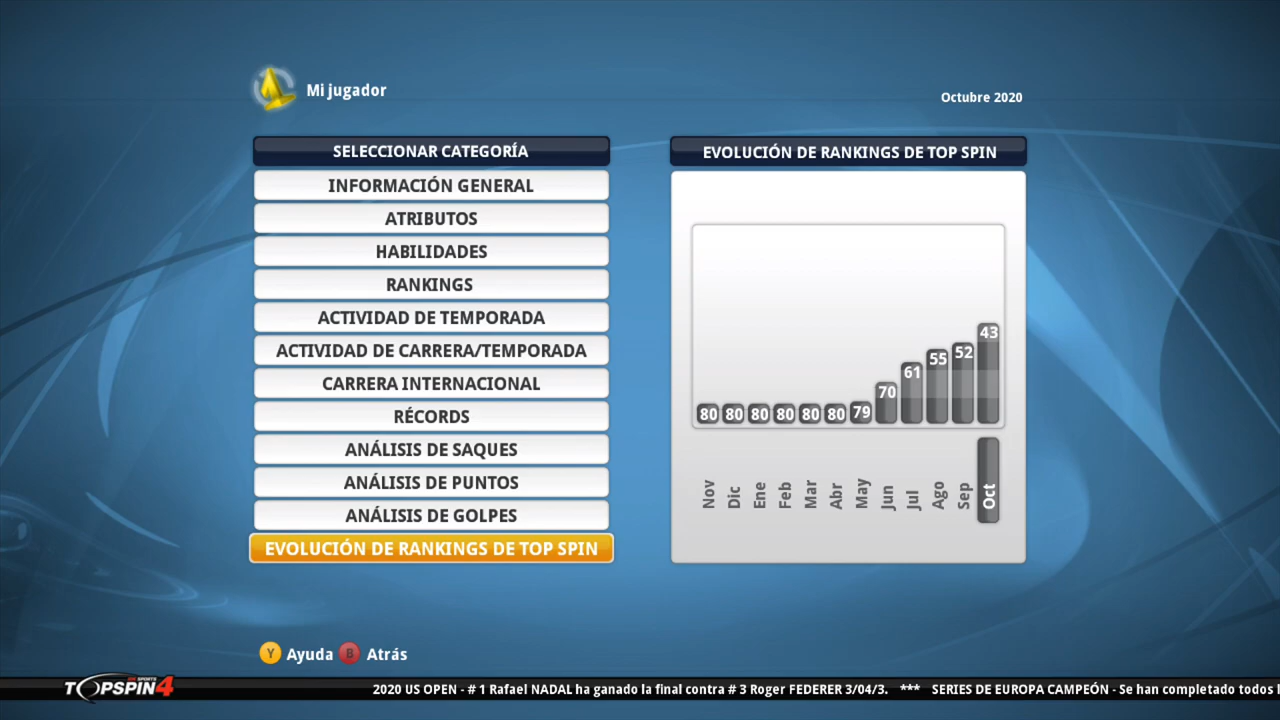 Mi jugador
Octubre 2020
SELECCIONAR CATEGORÍA
INFORMACIÓN GENERAL
ATRIBUTOS
HABILIDADES
RANKINGS
ACTIVIDAD DE TEMPORADA
ACTIVIDAD DE CARRERA/TEMPORADA
CARRERA INTERNACIONAL
RÉCORDS
ANÁLISIS DE SAQUES
ANÁLISIS DE PUNTOS
ANÁLISIS DE GOLPES
EVOLUCIÓN DE RANKINGS DE TOP SPIN
EVOLUCIÓN DE RANKINGS DE TOP SPIN
80 80 80 80 80 80 79 70 61 55 52 43
Nov Dic Ene Feb Mar Abr May Jun Jul Ago Sep Oct
Y Ayuda B Atrás
2K SPORTS
TOPSPIN 4
2020 US OPEN - # 1 Rafael NADAL ha ganado la final contra # 3 Roger FEDERER 3/04/3. *** SERIES DE EUROPA CAMPEÓN - Se han completado todos l